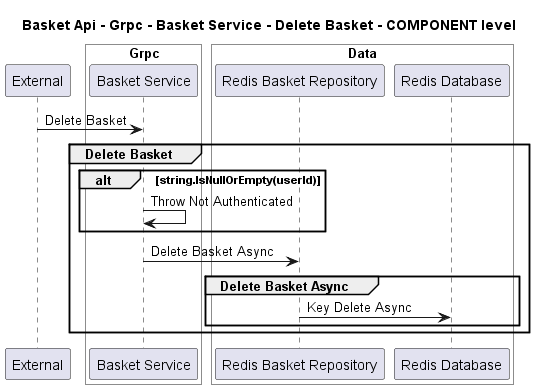 Basket Api - Grpc - Basket Service - Delete Basket - COMPONENT level
Grpc
Data
External
Basket Service
Redis Basket Repository
Redis Database
Delete Basket
Delete Basket
alt
[string.IsNullOrEmpty(userId)]
Throw Not Authenticated
Delete Basket Async
Delete Basket Async
Key Delete Async
External
Basket Service
Redis Basket Repository
Redis Database